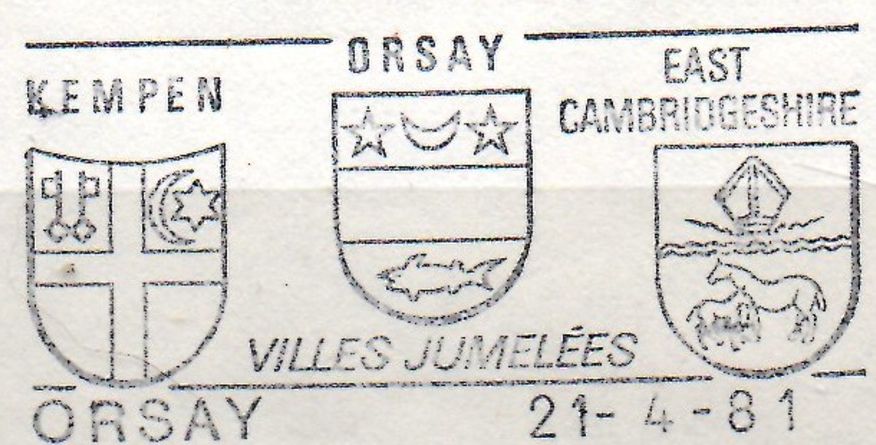 ORSAY
KEMPEN
EAST
CAMBRIDGESHIRE
VILLES JUMELÉES
ORSAY 21- 4 -81